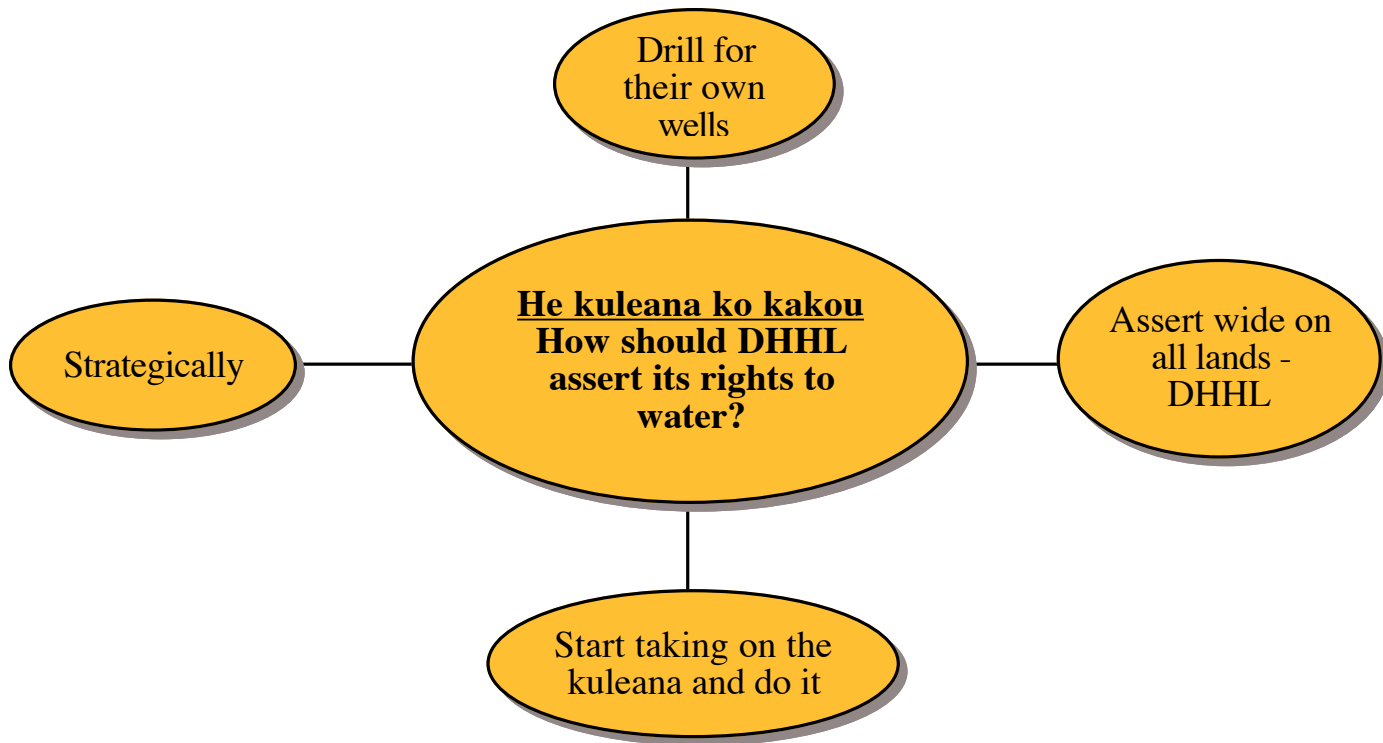 Drill for
their own
wells
He kuleana ko kakou
How should DHHL
assert its rights to
water?
Strategically
Assert wide on
all lands -
DHHL
Start taking on the
kuleana and do it